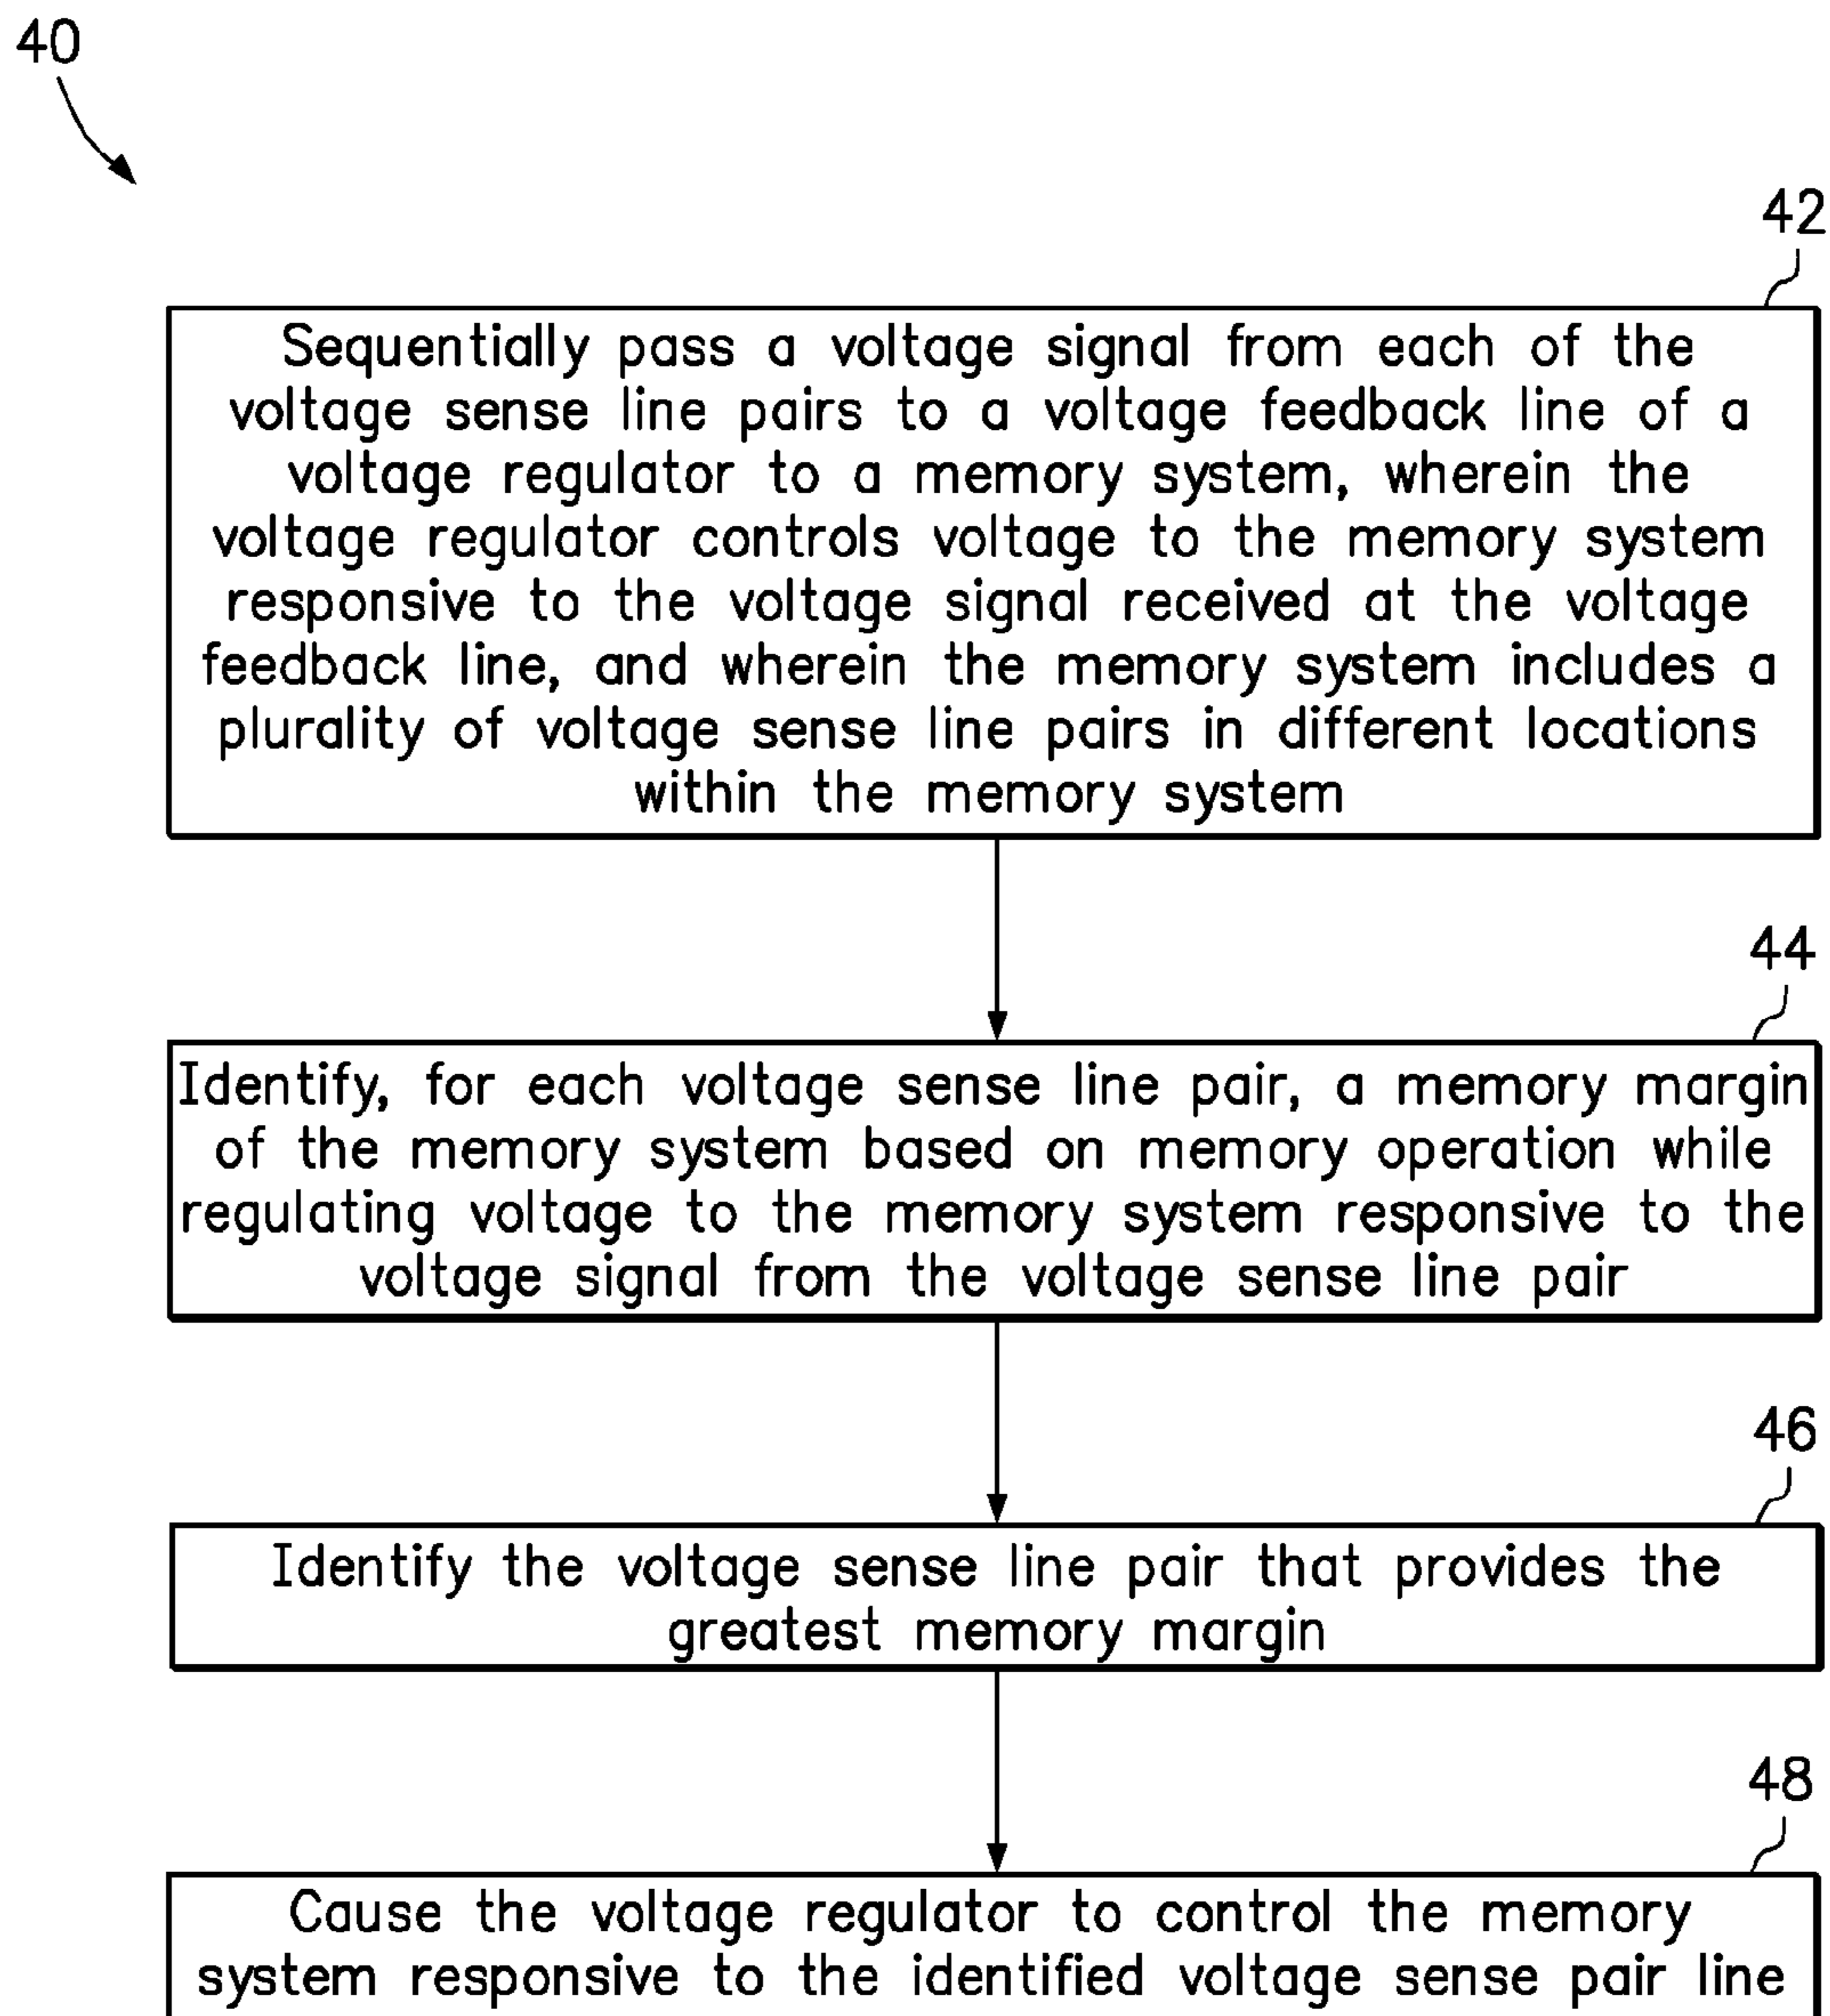 40
42
Sequentially pass a voltage signal from each of the
voltage sense line pairs to a voltage feedback line of a
voltage regulator to a memory system, wherein the
voltage regulator controls voltage to the memory system
responsive to the voltage signal received at the voltage
feedback line, and wherein the memory system includes a
plurality of voltage sense line pairs in different locations
within the memory system
44
Identify, for each voltage sense line pair, a memory margin
of the memory system based on memory operation while
regulating voltage to the memory system responsive to the
voltage signal from the voltage sense line pair
46
Identify the voltage sense line pair that provides the
greatest memory margin
48
Cause the voltage regulator to control the memory
system responsive to the identified voltage sense pair line